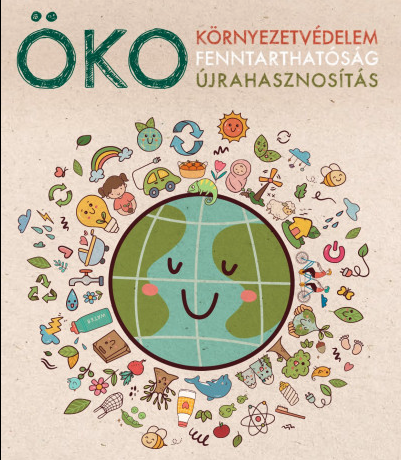 ÖKO
KÖRNYEZETVÉDELEM
FENNTARTHATÓSÁG
ÚJRAHASZNOSÍTÁS